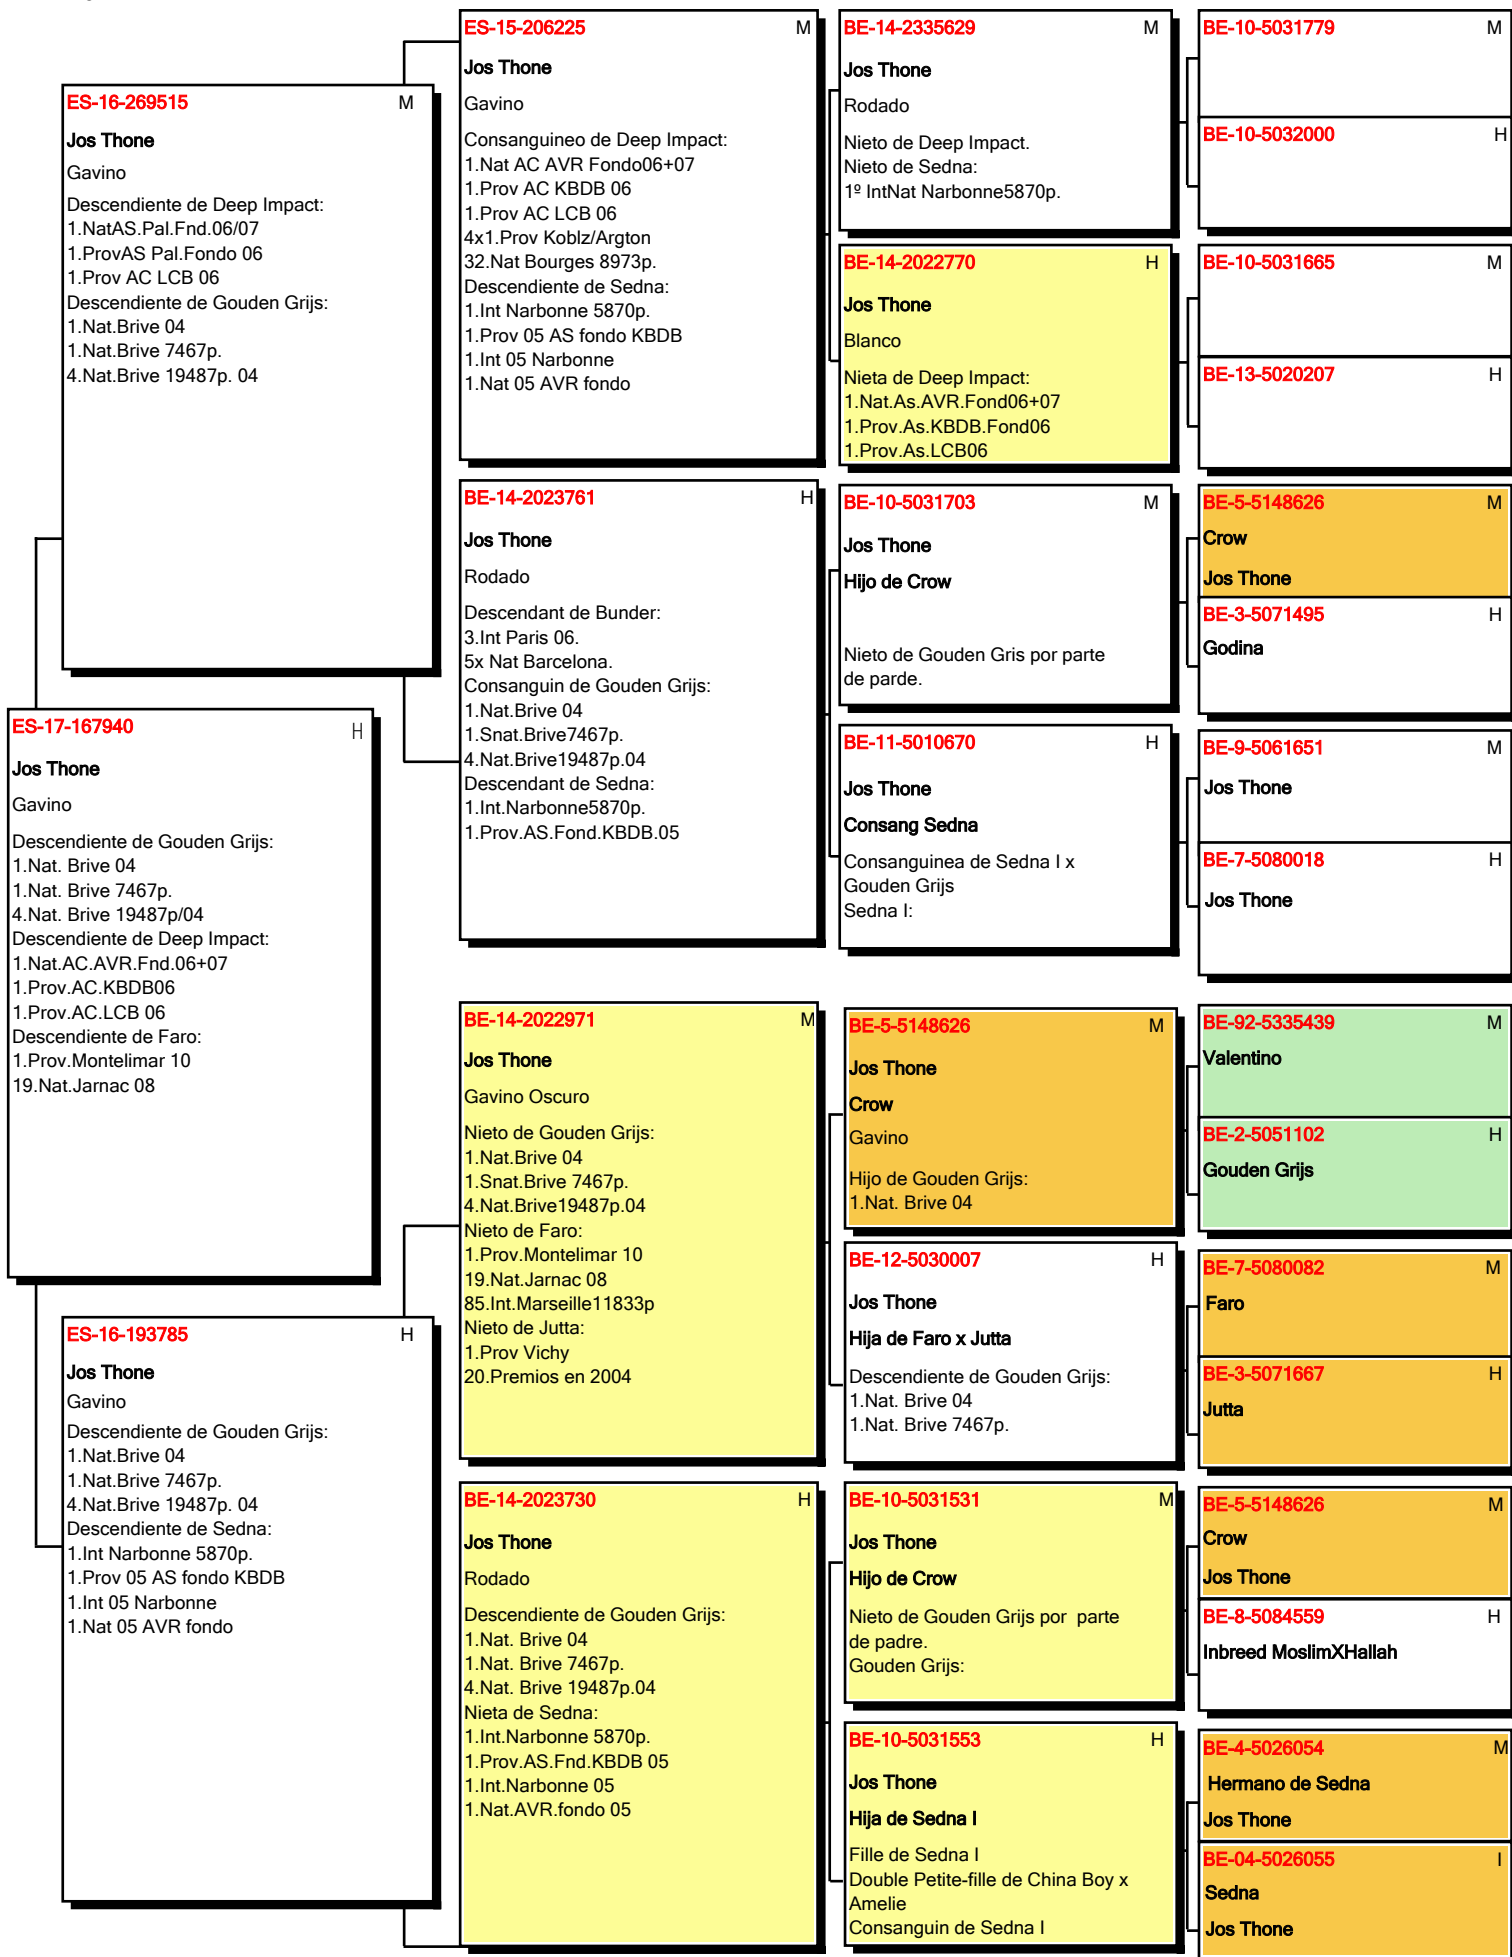 ES-17-167940 H
Jos Thone
Gavino
Descendiente de Gouden Grijs:
1.Nat. Brive 04
1.Nat. Brive 7467p.
4.Nat. Brive 19487p/04
Descendiente de Deep Impact:
1.Nat.AC.AVR.Fnd.06+07
1.Prov.AC.KBDB06
1.Prov.AC.LCB 06
Descendiente de Faro:
1.Prov.Montelimar 10
19.Nat.Jarnac 08
ES-16-269515 M
Jos Thone
Gavino
Descendiente de Deep Impact:
1.NatAS.Pal.Fnd.06/07
1.ProvAS Pal.Fondo 06
1.Prov AC LCB 06
Descendiente de Gouden Grijs:
1.Nat.Brive 04
1.Nat.Brive 7467p.
4.Nat.Brive 19487p. 04
ES-16-193785 H
Jos Thone
Gavino
Descendiente de Gouden Grijs:
1.Nat.Brive 04
1.Nat.Brive 7467p.
4.Nat.Brive 19487p. 04
Descendiente de Sedna:
1.Int Narbonne 5870p.
1.Prov 05 AS fondo KBDB
1.Int 05 Narbonne
1.Nat 05 AVR fondo
ES-15-206225 M
Jos Thone
Gavino
Consanguineo de Deep Impact:
1.Nat AC AVR Fondo06+07
1.Prov AC KBDB 06
1.Prov AC LCB 06
4x1.Prov Koblz/Argton
32.Nat Bourges 8973p.
Descendiente de Sedna:
1.Int Narbonne 5870p.
1.Prov 05 AS fondo KBDB
1.Int 05 Narbonne
1.Nat 05 AVR fondo
BE-14-2023761 H
Jos Thone
Rodado
Descendant de Bunder:
3.Int Paris 06.
5x Nat Barcelona.
Consanguin de Gouden Grijs:
1.Nat.Brive 04
1.Snat.Brive7467p.
4.Nat.Brive19487p.04
Descendant de Sedna:
1.Int.Narbonne5870p.
1.Prov.AS.Fond.KBDB.05
BE-14-2022971 M
Jos Thone
Gavino Oscuro
Nieto de Gouden Grijs:
1.Nat.Brive 04
1.Snat.Brive 7467p.
4.Nat.Brive19487p.04
Nieto de Faro:
1.Prov.Montelimar 10
19.Nat.Jarnac 08
85.Int.Marseille11833p
Nieto de Jutta:
1.Prov Vichy
20.Premios en 2004
BE-14-2023730 H
Jos Thone
Rodado
Descendiente de Gouden Grijs:
1.Nat. Brive 04
1.Nat. Brive 7467p.
4.Nat. Brive 19487p.04
Nieta de Sedna:
1.Int.Narbonne 5870p.
1.Prov.AS.Fnd.KBDB 05
1.Int.Narbonne 05
1.Nat.AVR.fondo 05
BE-14-2335629 M
Jos Thone
Rodado
Nieto de Deep Impact.
Nieto de Sedna:
1º IntNat Narbonne5870p.
BE-14-2022770 H
Jos Thone
Blanco
Nieta de Deep Impact:
1.Nat.As.AVR.Fond06+07
1.Prov.As.KBDB.Fond06
1.Prov.As.LCB06
BE-10-5031703 M
Jos Thone
Hijo de Crow
Nieto de Gouden Gris por parte
de parde.
BE-11-5010670 H
Jos Thone
Consang Sedna
Consanguinea de Sedna I x
Gouden Grijs
Sedna I:
BE-5-5148626 M
Jos Thone
Crow
Gavino
Hijo de Gouden Grijs:
1.Nat. Brive 04
BE-12-5030007 H
Jos Thone
Hija de Faro x Jutta
Descendiente de Gouden Grijs:
1.Nat. Brive 04
1.Nat. Brive 7467p.
BE-10-5031531 M
Jos Thone
Hijo de Crow
Nieto de Gouden Grijs por  parte
de padre.
Gouden Grijs:
BE-10-5031553 H
Jos Thone
Hija de Sedna I
Fille de Sedna I
Double Petite-fille de China Boy x
Amelie
Consanguin de Sedna I
BE-10-5031779 M
BE-10-5032000 H
BE-10-5031665 M
BE-13-5020207 H
BE-5-5148626 M
Crow
Jos Thone
BE-3-5071495 H
Godina
BE-9-5061651 M
Jos Thone
BE-7-5080018 H
Jos Thone
BE-92-5335439 M
Valentino
BE-2-5051102 H
Gouden Grijs
BE-7-5080082 M
Faro
BE-3-5071667 H
Jutta
BE-5-5148626 M
Crow
Jos Thone
BE-8-5084559 H
Inbreed MoslimXHallah
BE-4-5026054 M
Hermano de Sedna
Jos Thone
BE-04-5026055 I
Sedna
Jos Thone